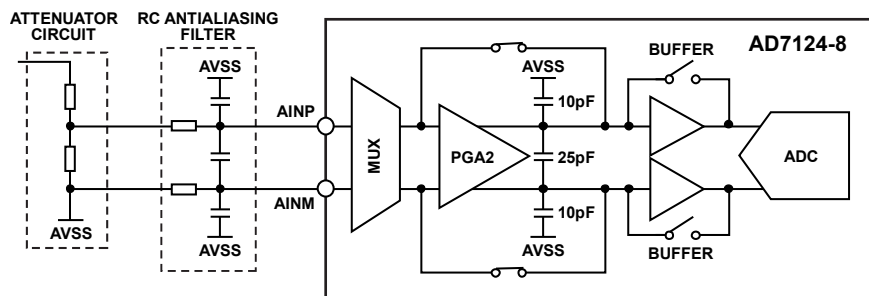 ATTENUATOR
CIRCUIT
RC ANTIALIASING
FILTER
AD7124-8
BUFFER
AVSS
AVSS
10pF
AINP
MUX
PGA2
25pF
ADC
AINM
10pF
AVSS
AVSS
AVSS
BUFFER